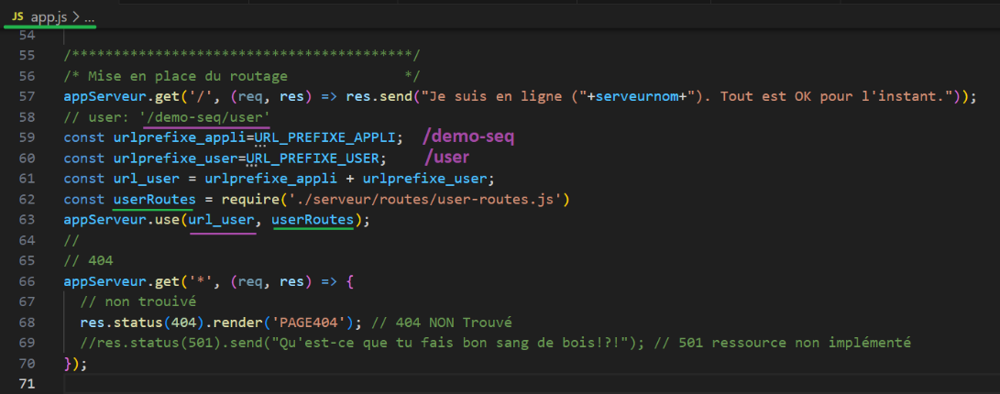 JS app.js > ...
54
55 /*****************************************/
56 /* Mise en place du routage */
57 appServeur.get('/', (req, res) => res.send("Je suis en ligne ("+serveurnom+"). Tout est OK pour l'instant."));
58 // user: '/demo-seq/user'
59 const urlprefixe_appli=URL_PREFIXE_APPLI; /demo-seq
60 const urlprefixe_user=URL_PREFIXE_USER; /user
61 const url_user = urlprefixe_appli + urlprefixe_user;
62 const userRoutes = require('./serveur/routes/user-routes.js')
63 appServeur.use(url_user, userRoutes);
64 //
65 // 404
66 appServeur.get('*', (req, res) => {
67 // non trouivé
68 res.status(404).render('PAGE404'); // 404 NON Trouvé
69 //res.status(501).send("Qu'est-ce que tu fais bon sang de bois!?!"); // 501 ressource non implémenté
70 });
71